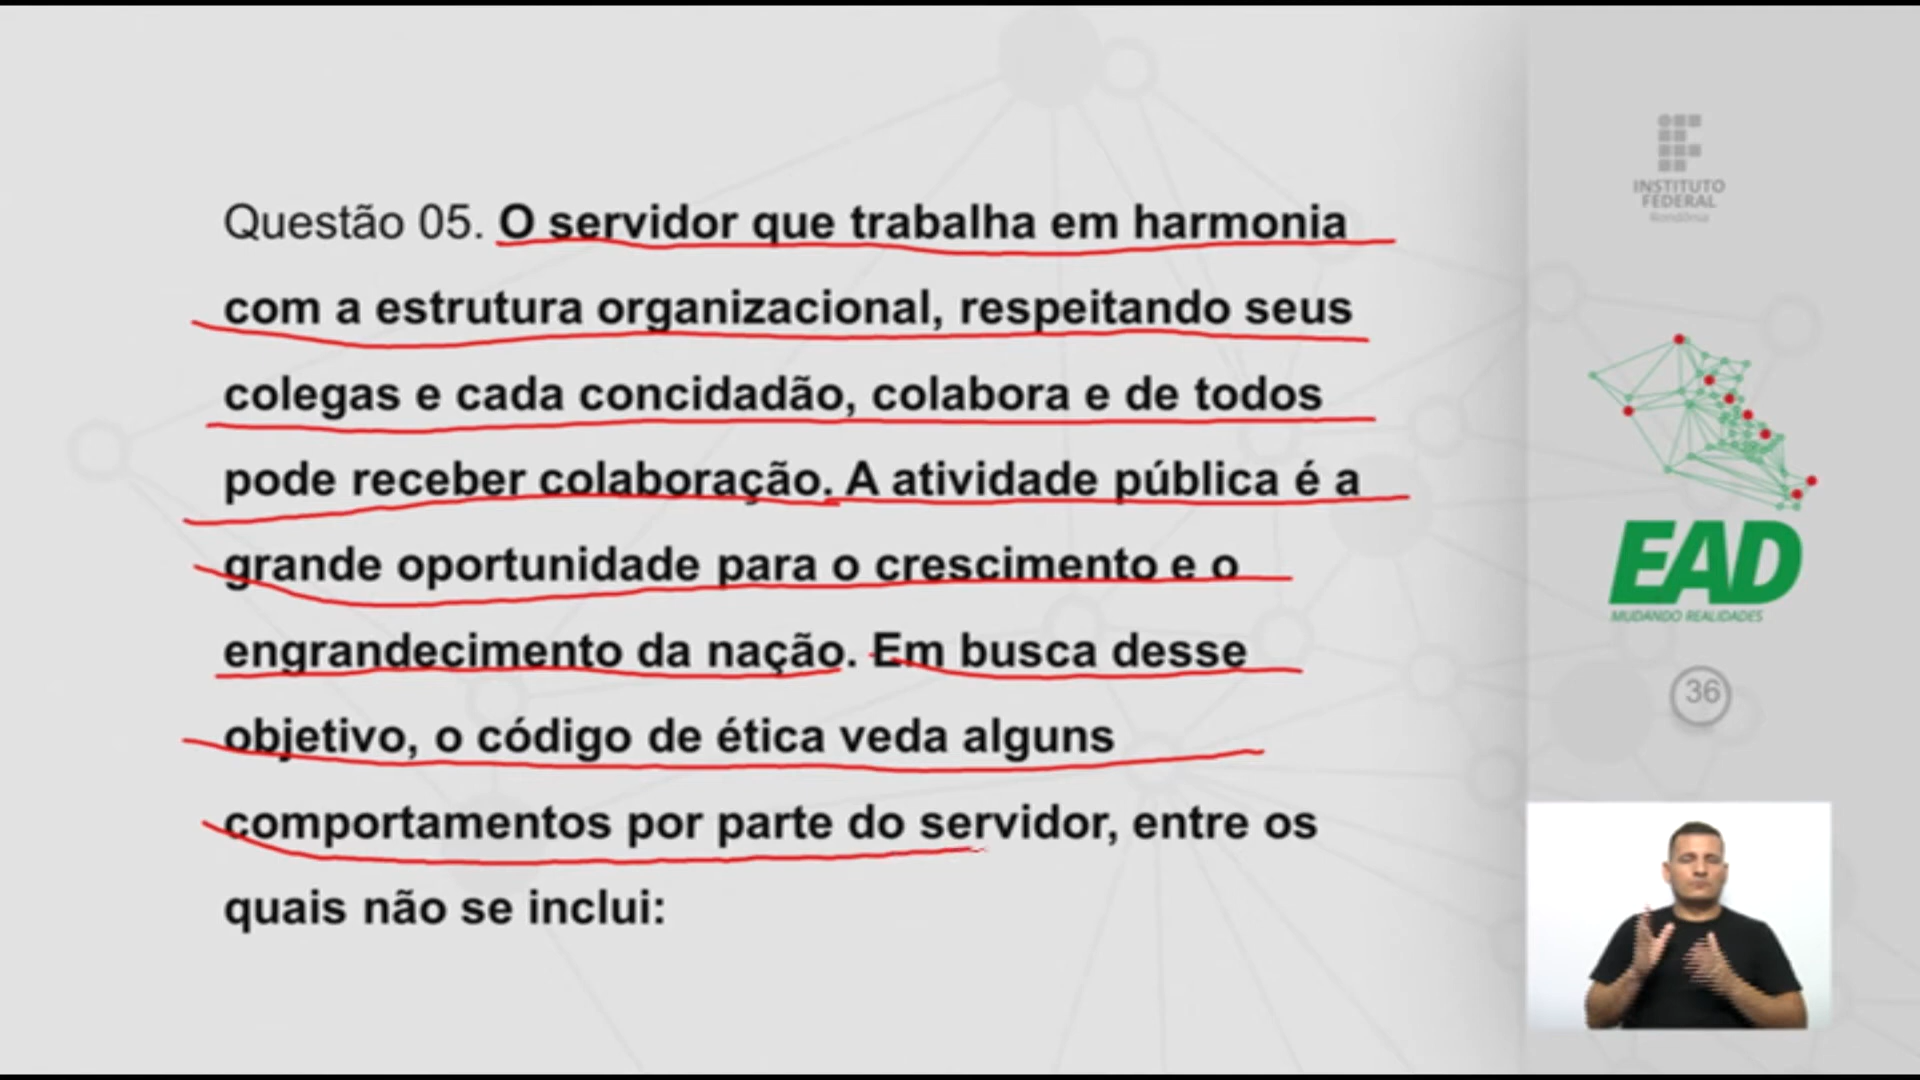 Questão 05. O servidor que trabalha em harmonia
com a estrutura organizacional, respeitando seus
colegas e cada concidadão, colabora e de todos
pode receber colaboração. A atividade pública é a
grande oportunidade para o crescimento e o
engrandecimento da nação. Em busca desse
objetivo, o código de ética veda alguns
comportamentos por parte do servidor, entre os
quais não se inclui:
INSTITUTO
FEDERAL
Rondônia
EAD
MUDANDO REALIDADES
36